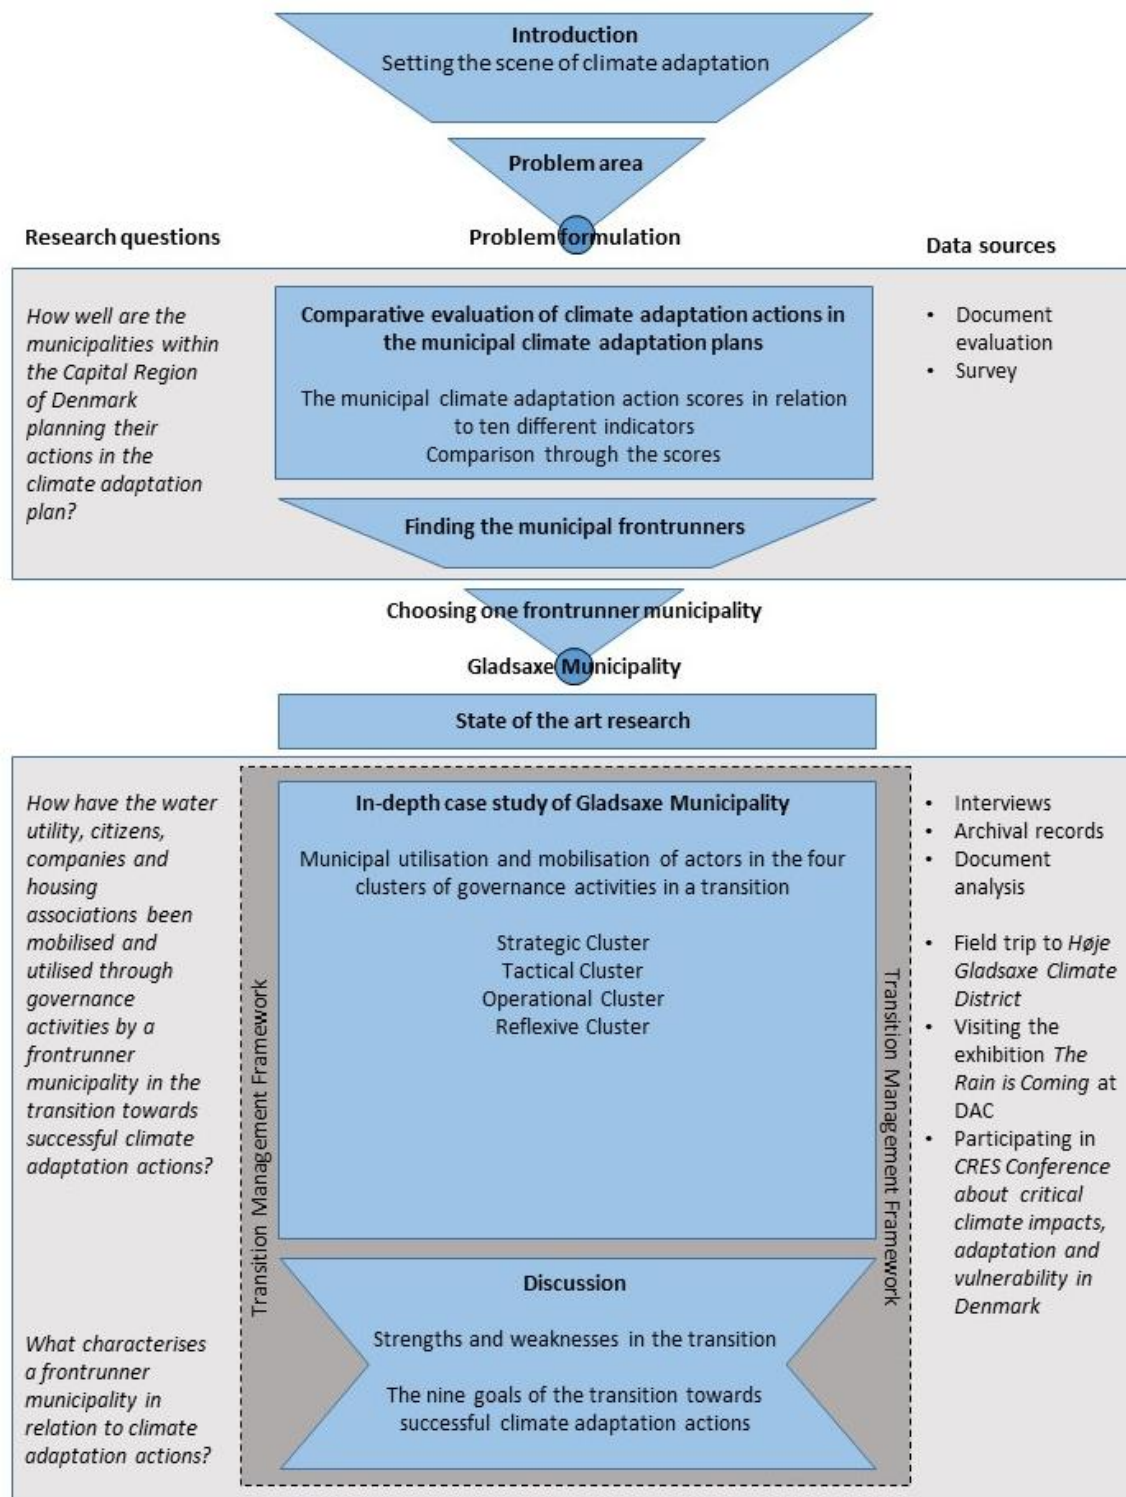 Introduction
Setting the scene of climate adaptation
Problem area
Research questions
Problem formulation
Data sources
How well are the
municipalities within
the Capital Region
of Denmark
planning their
actions in the
climate adaptation
plan?
Comparative evaluation of climate adaptation actions in
the municipal climate adaptation plans
The municipal climate adaptation action scores in relation
to ten different indicators
Comparison through the scores
• Document
evaluation
• Survey
Finding the municipal frontrunners
Choosing one frontrunner municipality
Gladsaxe Municipality
State of the art research
How have the water
utility, citizens,
companies and
housing
associations been
mobilised and
utilised through
governance
activities by a
frontrunner
municipality in the
transition towards
successful climate
adaptation actions?
What characterises
a frontrunner
municipality in
relation to climate
adaptation actions?
Transition Management Framework
In-depth case study of Gladsaxe Municipality
Municipal utilisation and mobilisation of actors in the four
clusters of governance activities in a transition
Strategic Cluster
Tactical Cluster
Operational Cluster
Reflexive Cluster
Discussion
Strengths and weaknesses in the transition
The nine goals of the transition towards
successful climate adaptation actions
Transition Management Framework
• Interviews
• Archival records
• Document
analysis
• Field trip to Høje
Gladsaxe Climate
District
• Visiting the
exhibition The
Rain is Coming at
DAC
• Participating in
CRES Conference
about critical
climate impacts,
adaptation and
vulnerability in
Denmark